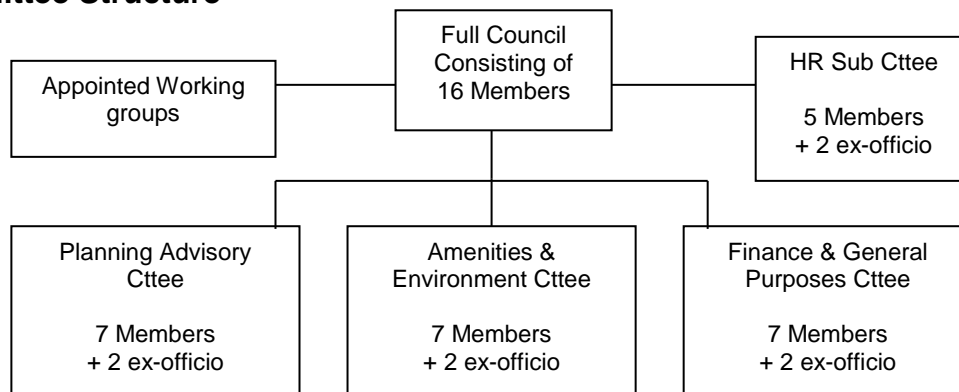 Full Council
Consisting of
16 Members
Appointed Working
groups
HR Sub Cttee
5 Members
+ 2 ex-officio
Planning Advisory
Cttee
7 Members
+ 2 ex-officio
Amenities &
Environment Cttee
7 Members
+ 2 ex-officio
Finance & General
Purposes Cttee
7 Members
+ 2 ex-officio